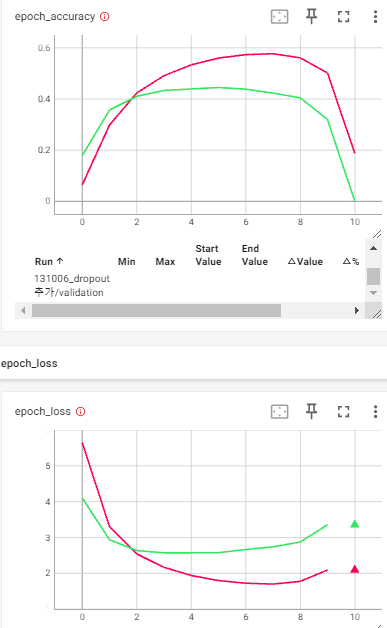 epoch_accuracy
0.6
0.4
0.2
0
0 2 4 6 8 10
Run ↑ Min Max Start Value End Value ΔValue Δ%
131006_dropout
추가/validation
epoch_loss
epoch_loss
5
4
3
2
0 2 4 6 8 10